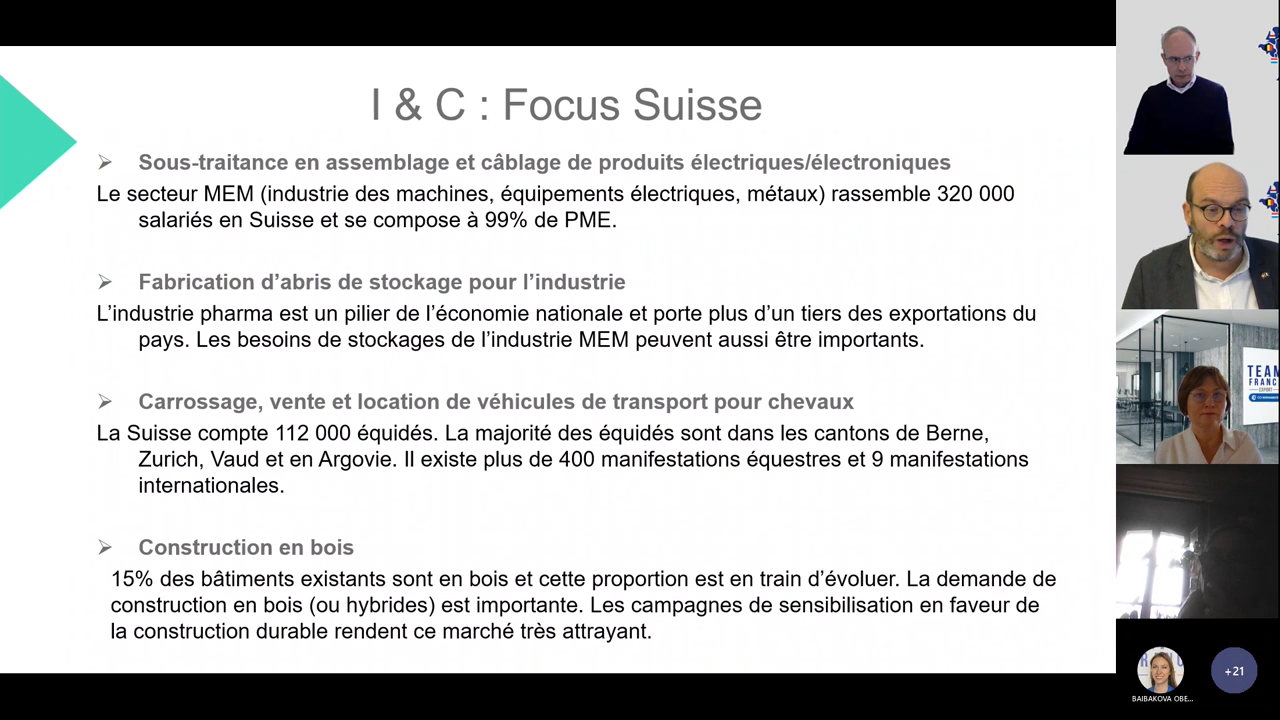 I & C : Focus Suisse
➢ Sous-traitance en assemblage et câblage de produits électriques/électroniques
Le secteur MEM (industrie des machines, équipements électriques, métaux) rassemble 320 000
salariés en Suisse et se compose à 99% de PME.
➢ Fabrication d’abris de stockage pour l’industrie
L’industrie pharma est un pilier de l’économie nationale et porte plus d’un tiers des exportations du
pays. Les besoins de stockages de l’industrie MEM peuvent aussi être importants.
➢ Carrossage, vente et location de véhicules de transport pour chevaux
La Suisse compte 112 000 équidés. La majorité des équidés sont dans les cantons de Berne,
Zurich, Vaud et en Argovie. Il existe plus de 400 manifestations équestres et 9 manifestations
internationales.
➢ Construction en bois
15% des bâtiments existants sont en bois et cette proportion est en train d’évoluer. La demande de
construction en bois (ou hybrides) est importante. Les campagnes de sensibilisation en faveur de
la construction durable rendent ce marché très attrayant.
TEAM
FRANC
EXPORT
BAIBAKOVA OBE...
+21